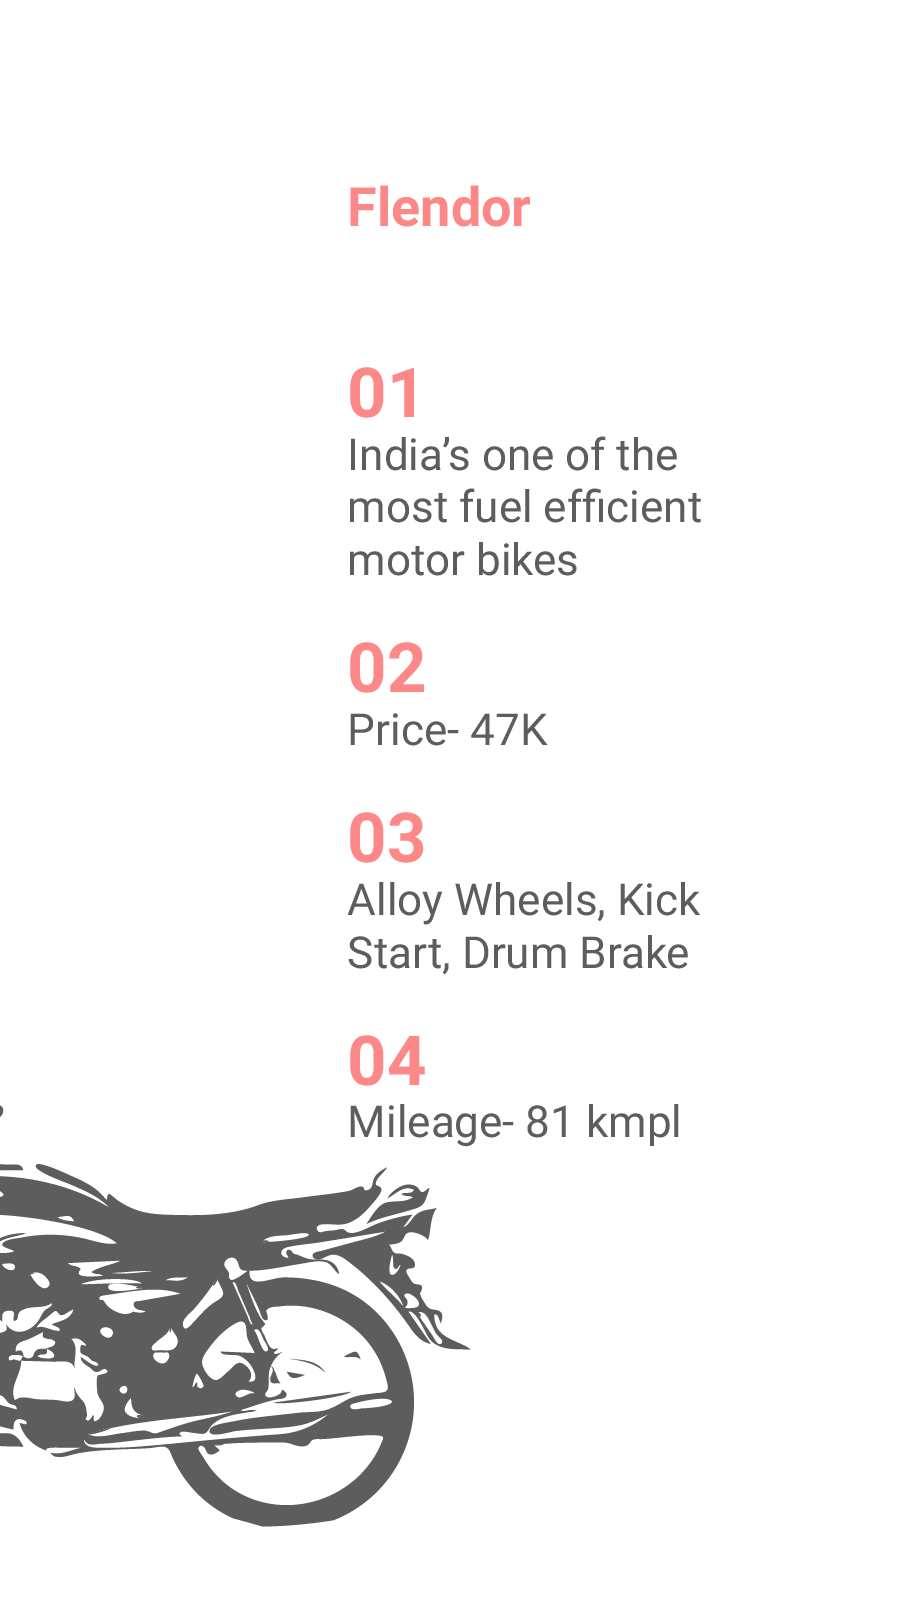 Flendor
01
India’s one of the
most fuel efficient
motor bikes
02
Price- 47K
03
Alloy Wheels, Kick
Start, Drum Brake
04
Mileage- 81 kmpl